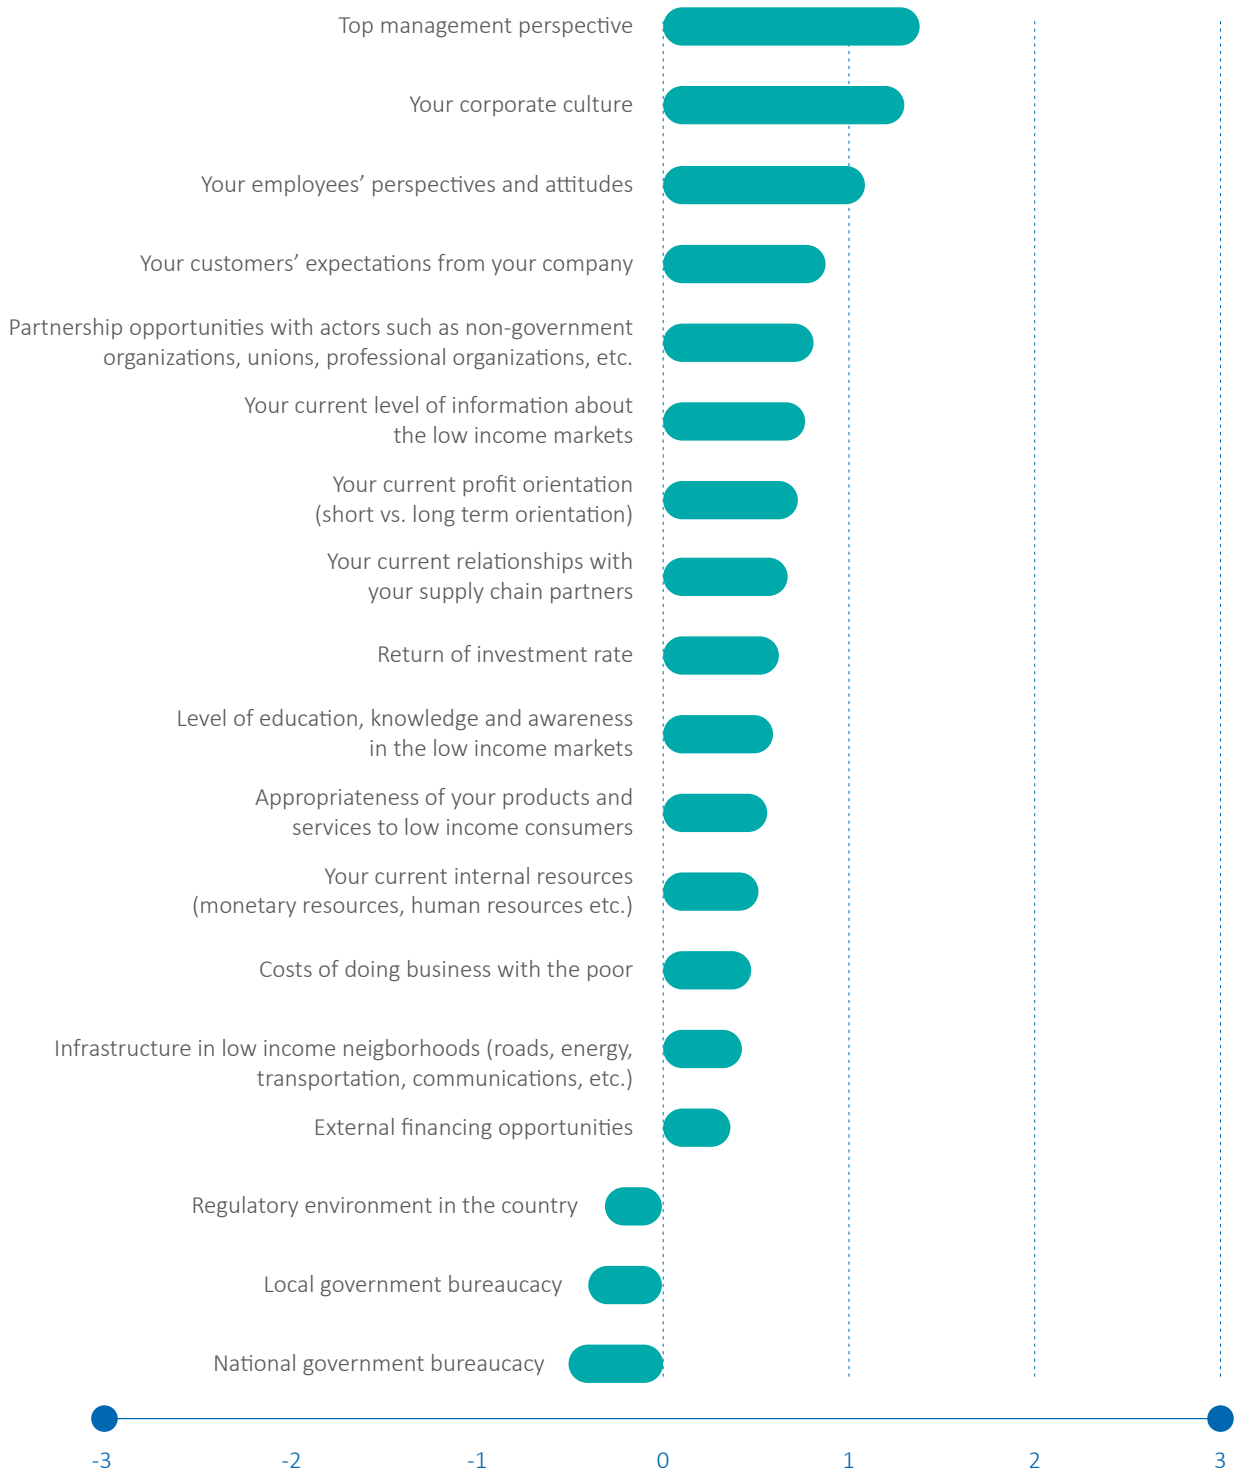 Top management perspective
Your corporate culture
Your employees’ perspectives and attitudes
Your customers’ expectations from your company
Partnership opportunities with actors such as non-government
organizations, unions, professional organizations, etc.
Your current level of information about
the low income markets
Your current profit orientation
(short vs. long term orientation)
Your current relationships with
your supply chain partners
Return of investment rate
Level of education, knowledge and awareness
in the low income markets
Appropriateness of your products and
services to low income consumers
Your current internal resources
(monetary resources, human resources etc.)
Costs of doing business with the poor
Infrastructure in low income neigborhoods (roads, energy,
transportation, communications, etc.)
External financing opportunities
Regulatory environment in the country
Local government bureaucacy
National government bureaucacy
-3 -2 -1 0 1 2 3